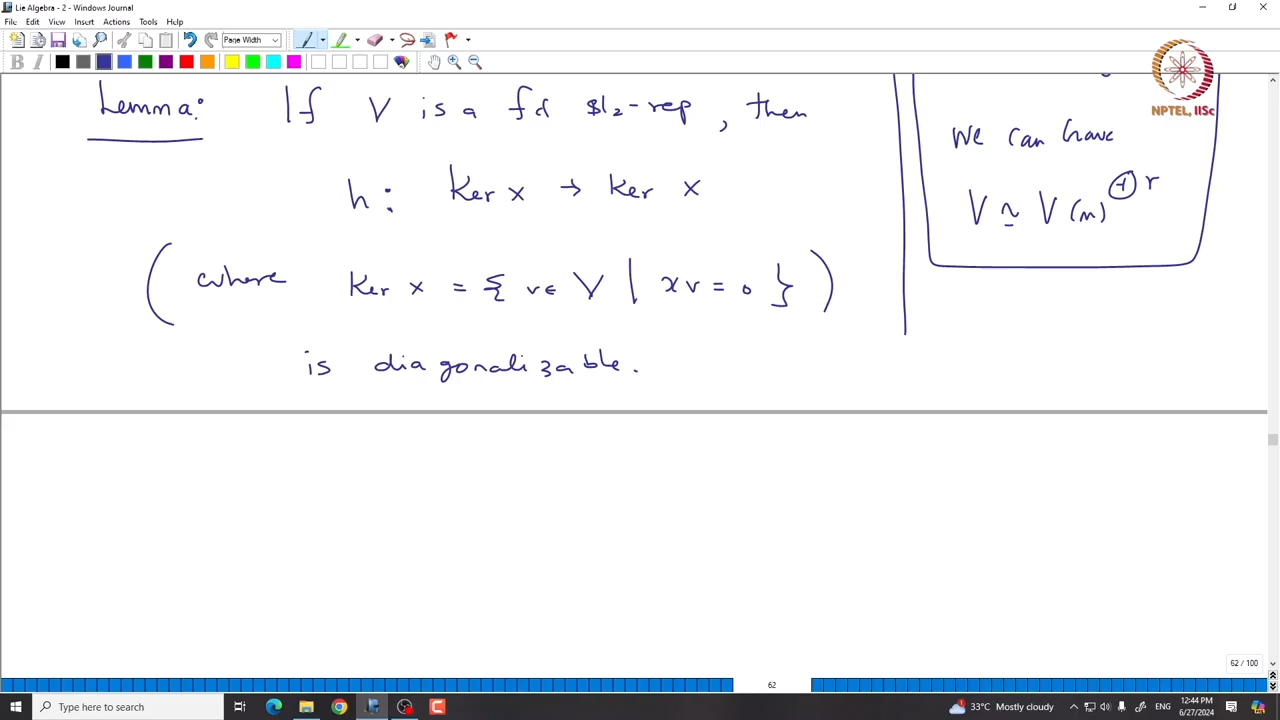 Lie Algebra - 2 - Windows Journal
File Edit View Insert Actions Tools Help
Page Width
B I
NPTEL, IISc
Lemma: If V is a fd sl2-rep, then
h: Ker x → Ker x
(where Ker x = { v ∈ V | xv = 0 })
is diagonalizable.
We can have
V ≃ V(n)^{⊕ r}
62 / 100
62
Type here to search
33°C Mostly cloudy
12:44 PM
6/27/2024